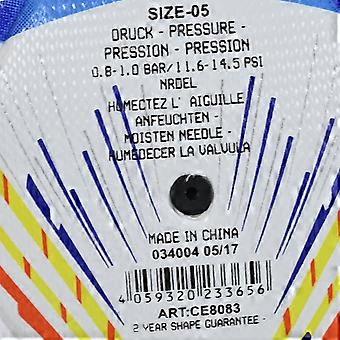 SIZE-05
DRUCK - PRESSURE -
PRESSION - PRESSION
0.8-1.0 BAR/11.6-14.5 PSI
NRDEL
HUMECTEZ L' AIGUILLE
ANFEUCHTEN -
MOISTEN NEEDLE -
HUMEDECER LA VALVULA
MADE IN CHINA
034004 05/17
4 059320 233656
ART:CE8083
2 YEAR SHAPE GUARANTEE -